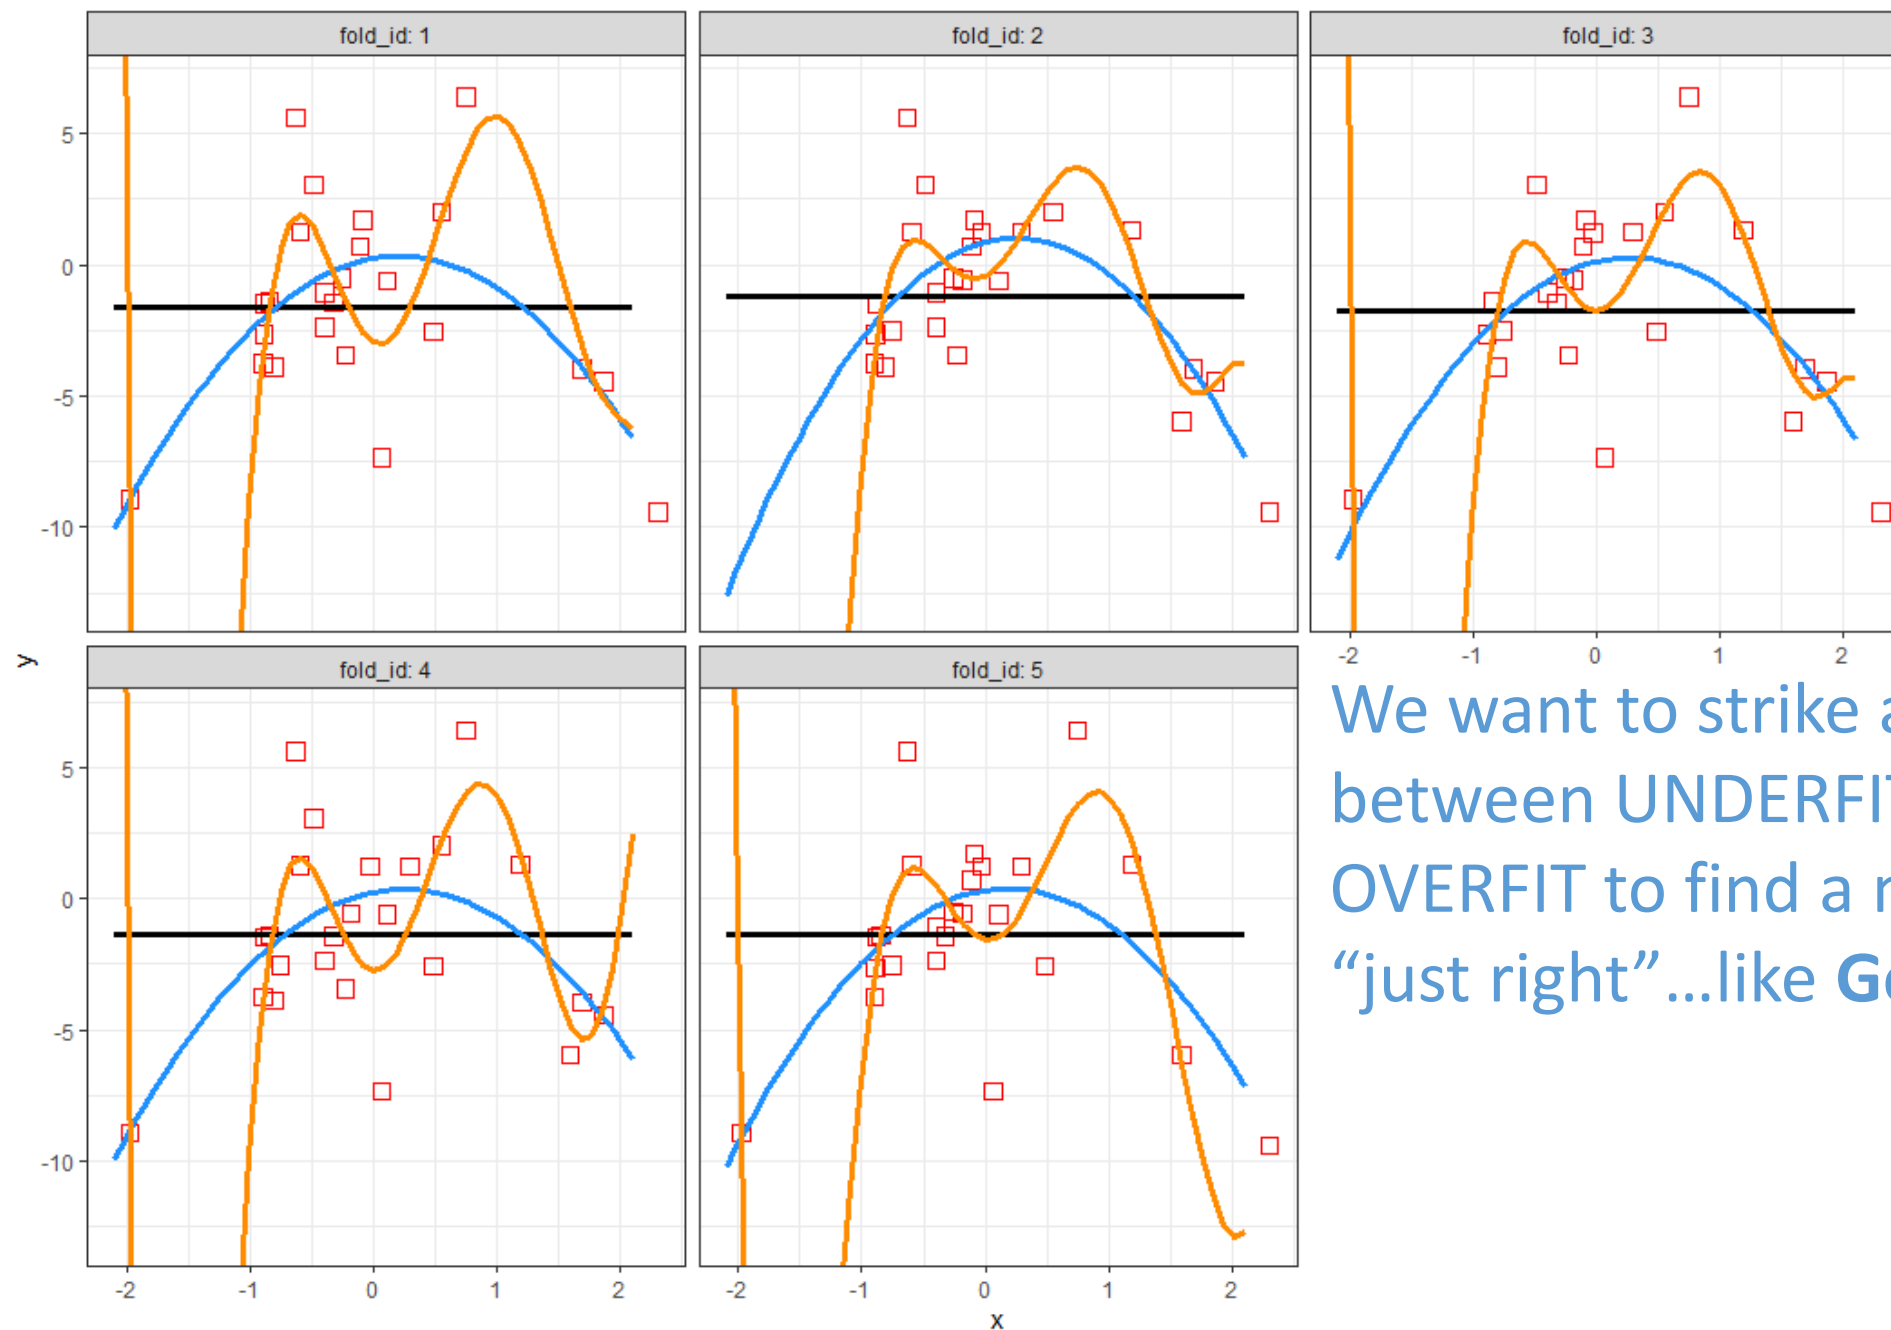 fold_id: 1
fold_id: 2
fold_id: 3
5
0
-5
-10
-2 -1 0 1 2
y
fold_id: 4
fold_id: 5
5
0
-5
-10
-2 -1 0 1 2
-2 -1 0 1 2
x
We want to strike a
between UNDERFIT
OVERFIT to find a
“just right”...like